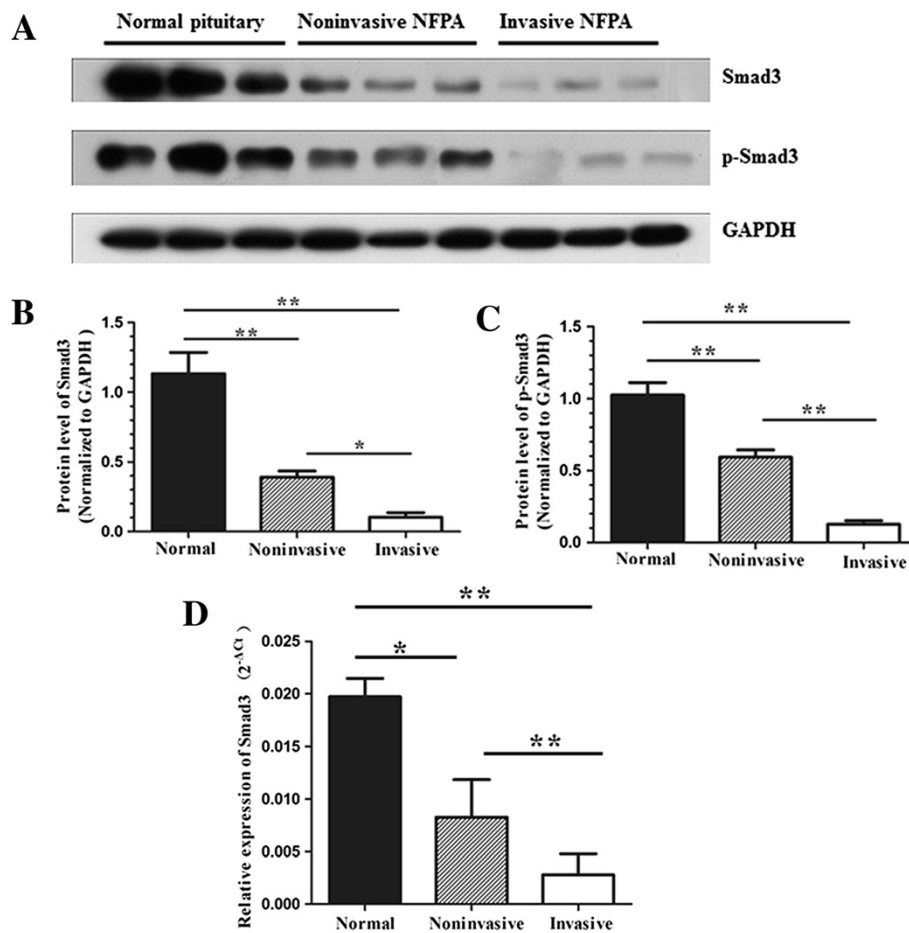 A
Normal pituitary Noninvasive NFPA Invasive NFPA
Smad3
p-Smad3
GAPDH
B
**
**
*
Protein level of Smad3
(Normalized to GAPDH)
1.5
1.0
0.5
0.0
Normal Noninvasive Invasive
C
**
**
**
Protein level of p-Smad3
(Normalized to GAPDH)
1.5
1.0
0.5
0.0
Normal Noninvasive Invasive
D
**
*
**
Relative expression of Smad3 (2^-ΔCt)
0.025
0.020
0.015
0.010
0.005
0.000
Normal Noninvasive Invasive